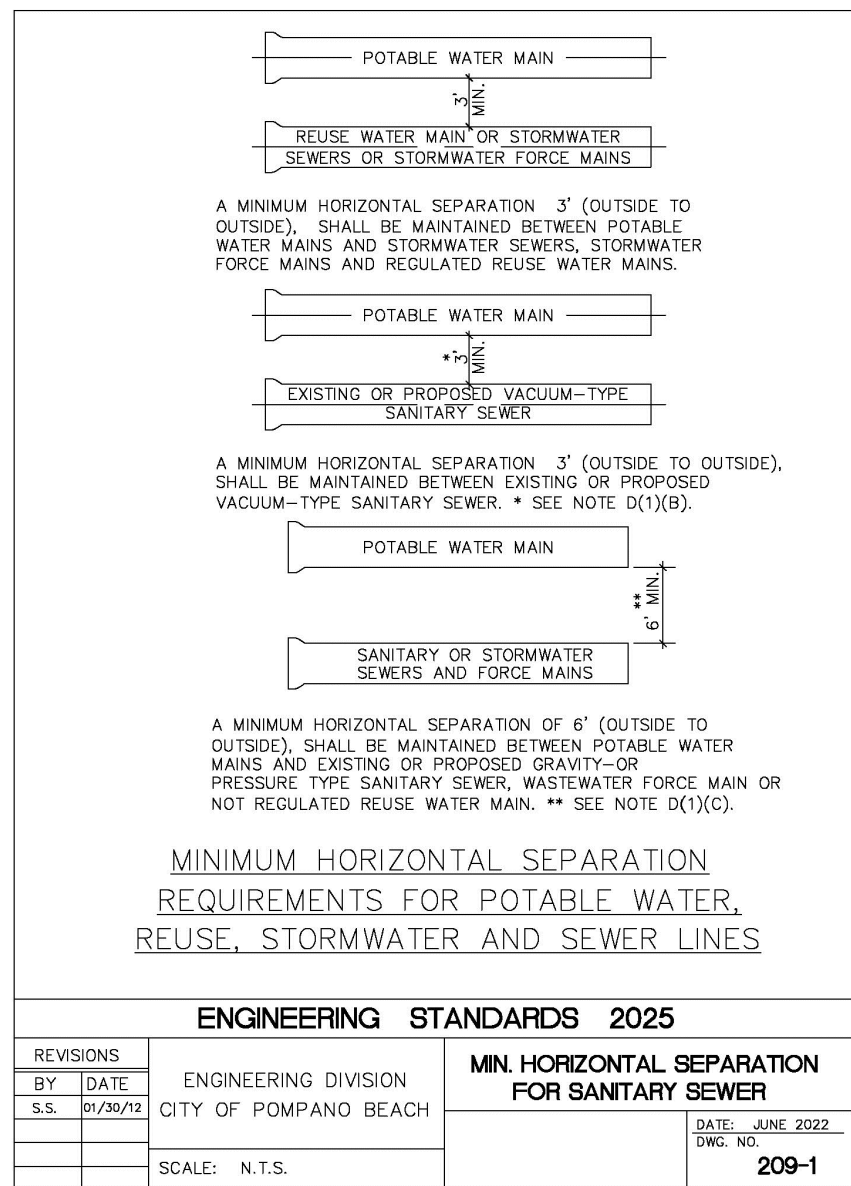 POTABLE WATER MAIN
3'
MIN.
REUSE WATER MAIN OR STORMWATER
SEWERS OR STORMWATER FORCE MAINS
A MINIMUM HORIZONTAL SEPARATION 3' (OUTSIDE TO
OUTSIDE), SHALL BE MAINTAINED BETWEEN POTABLE
WATER MAINS AND STORMWATER SEWERS, STORMWATER
FORCE MAINS AND REGULATED REUSE WATER MAINS.
POTABLE WATER MAIN
* 3'
MIN.
EXISTING OR PROPOSED VACUUM-TYPE
SANITARY SEWER
A MINIMUM HORIZONTAL SEPARATION 3' (OUTSIDE TO OUTSIDE),
SHALL BE MAINTAINED BETWEEN EXISTING OR PROPOSED
VACUUM-TYPE SANITARY SEWER. * SEE NOTE D(1)(B).
POTABLE WATER MAIN
**
6' MIN.
SANITARY OR STORMWATER
SEWERS AND FORCE MAINS
A MINIMUM HORIZONTAL SEPARATION OF 6' (OUTSIDE TO
OUTSIDE), SHALL BE MAINTAINED BETWEEN POTABLE WATER
MAINS AND EXISTING OR PROPOSED GRAVITY-OR
PRESSURE TYPE SANITARY SEWER, WASTEWATER FORCE MAIN OR
NOT REGULATED REUSE WATER MAIN. ** SEE NOTE D(1)(C).
MINIMUM HORIZONTAL SEPARATION
REQUIREMENTS FOR POTABLE WATER,
REUSE, STORMWATER AND SEWER LINES
ENGINEERING STANDARDS 2025
REVISIONS
BY DATE
S.S. 01/30/12
ENGINEERING DIVISION
CITY OF POMPANO BEACH
SCALE: N.T.S.
MIN. HORIZONTAL SEPARATION
FOR SANITARY SEWER
DATE: JUNE 2022
DWG. NO.
209-1